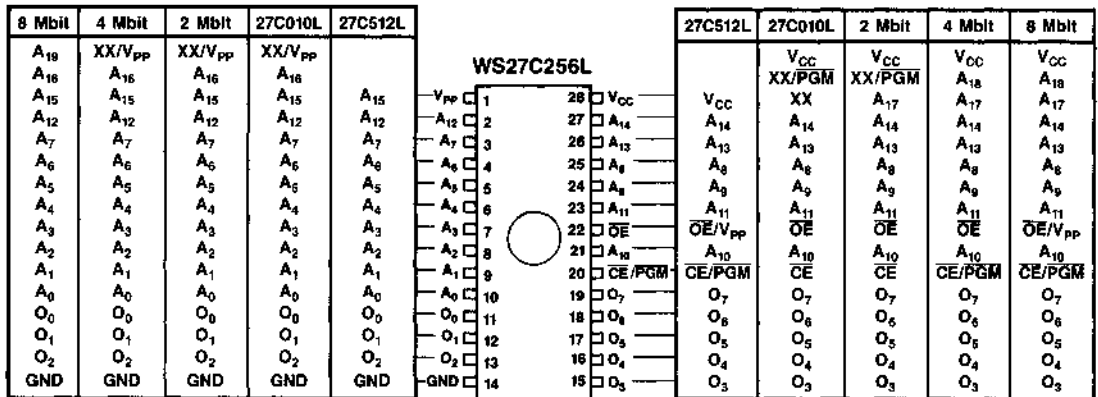 8 Mbit 4 Mbit 2 Mbit 27C010L 27C512L
A19 XX/VPP XX/VPP XX/VPP
A16 A16 A16 A16
A15 A15 A15 A15 A15
A12 A12 A12 A12 A12
A7 A7 A7 A7 A7
A6 A6 A6 A6 A6
A5 A5 A5 A5 A5
A4 A4 A4 A4 A4
A3 A3 A3 A3 A3
A2 A2 A2 A2 A2
A1 A1 A1 A1 A1
A0 A0 A0 A0 A0
O0 O0 O0 O0 O0
O1 O1 O1 O1 O1
O2 O2 O2 O2 O2
GND GND GND GND GND
WS27C256L
VPP 1 28 VCC
A12 2 27 A14
A7 3 26 A13
A6 4 25 A8
A5 5 24 A9
A4 6 23 A11
A3 7 22 OE
A2 8 21 A10
A1 9 20 CE/PGM
A0 10 19 O7
O0 11 18 O6
O1 12 17 O5
O2 13 16 O4
GND 14 15 O3
27C512L 27C010L 2 Mbit 4 Mbit 8 Mbit
VCC VCC VCC VCC
XX/PGM XX/PGM A18 A18
VCC XX A17 A17 A17
A14 A14 A14 A14 A14
A13 A13 A13 A13 A13
A8 A8 A8 A8 A8
A9 A9 A9 A9 A9
A11 A11 A11 A11 A11
OE/VPP OE OE OE OE/VPP
A10 A10 A10 A10 A10
CE/PGM CE CE CE/PGM CE/PGM
O7 O7 O7 O7 O7
O6 O6 O6 O6 O6
O5 O5 O5 O5 O5
O4 O4 O4 O4 O4
O3 O3 O3 O3 O3